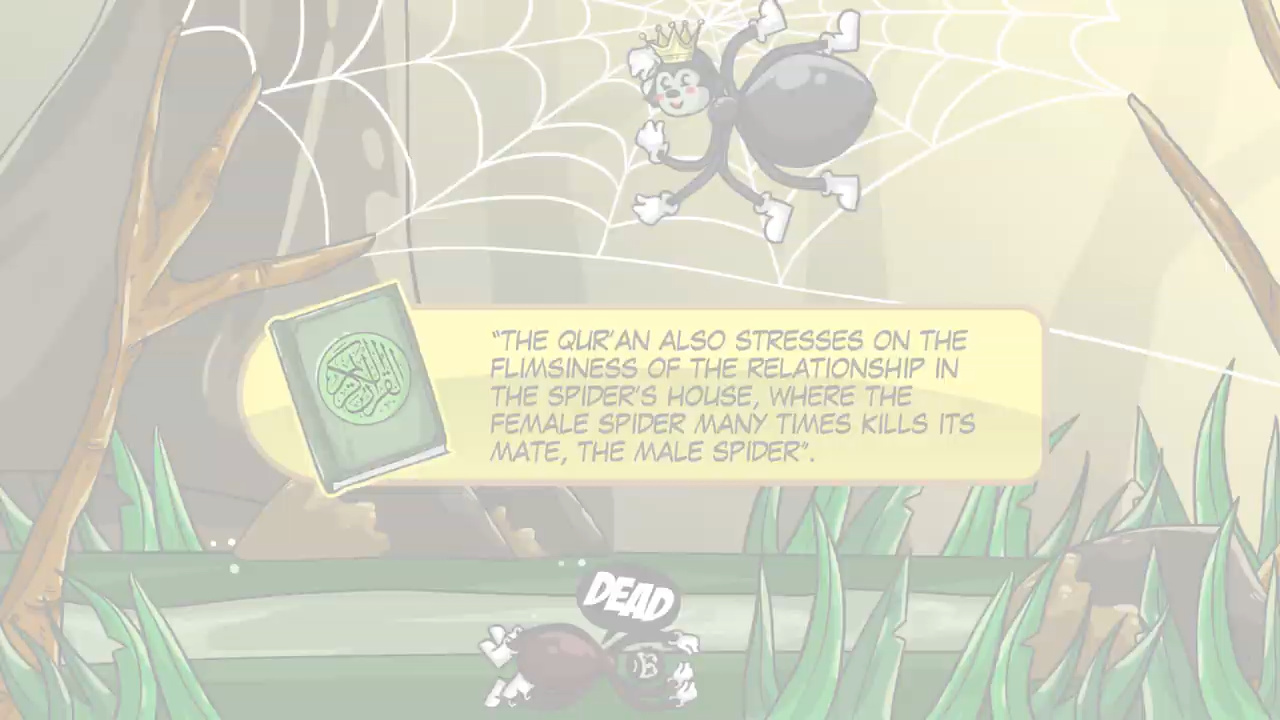 “THE QUR’AN ALSO STRESSES ON THE
FLIMSINESS OF THE RELATIONSHIP IN
THE SPIDER’S HOUSE, WHERE THE
FEMALE SPIDER MANY TIMES KILLS ITS
MATE, THE MALE SPIDER”.
DEAD